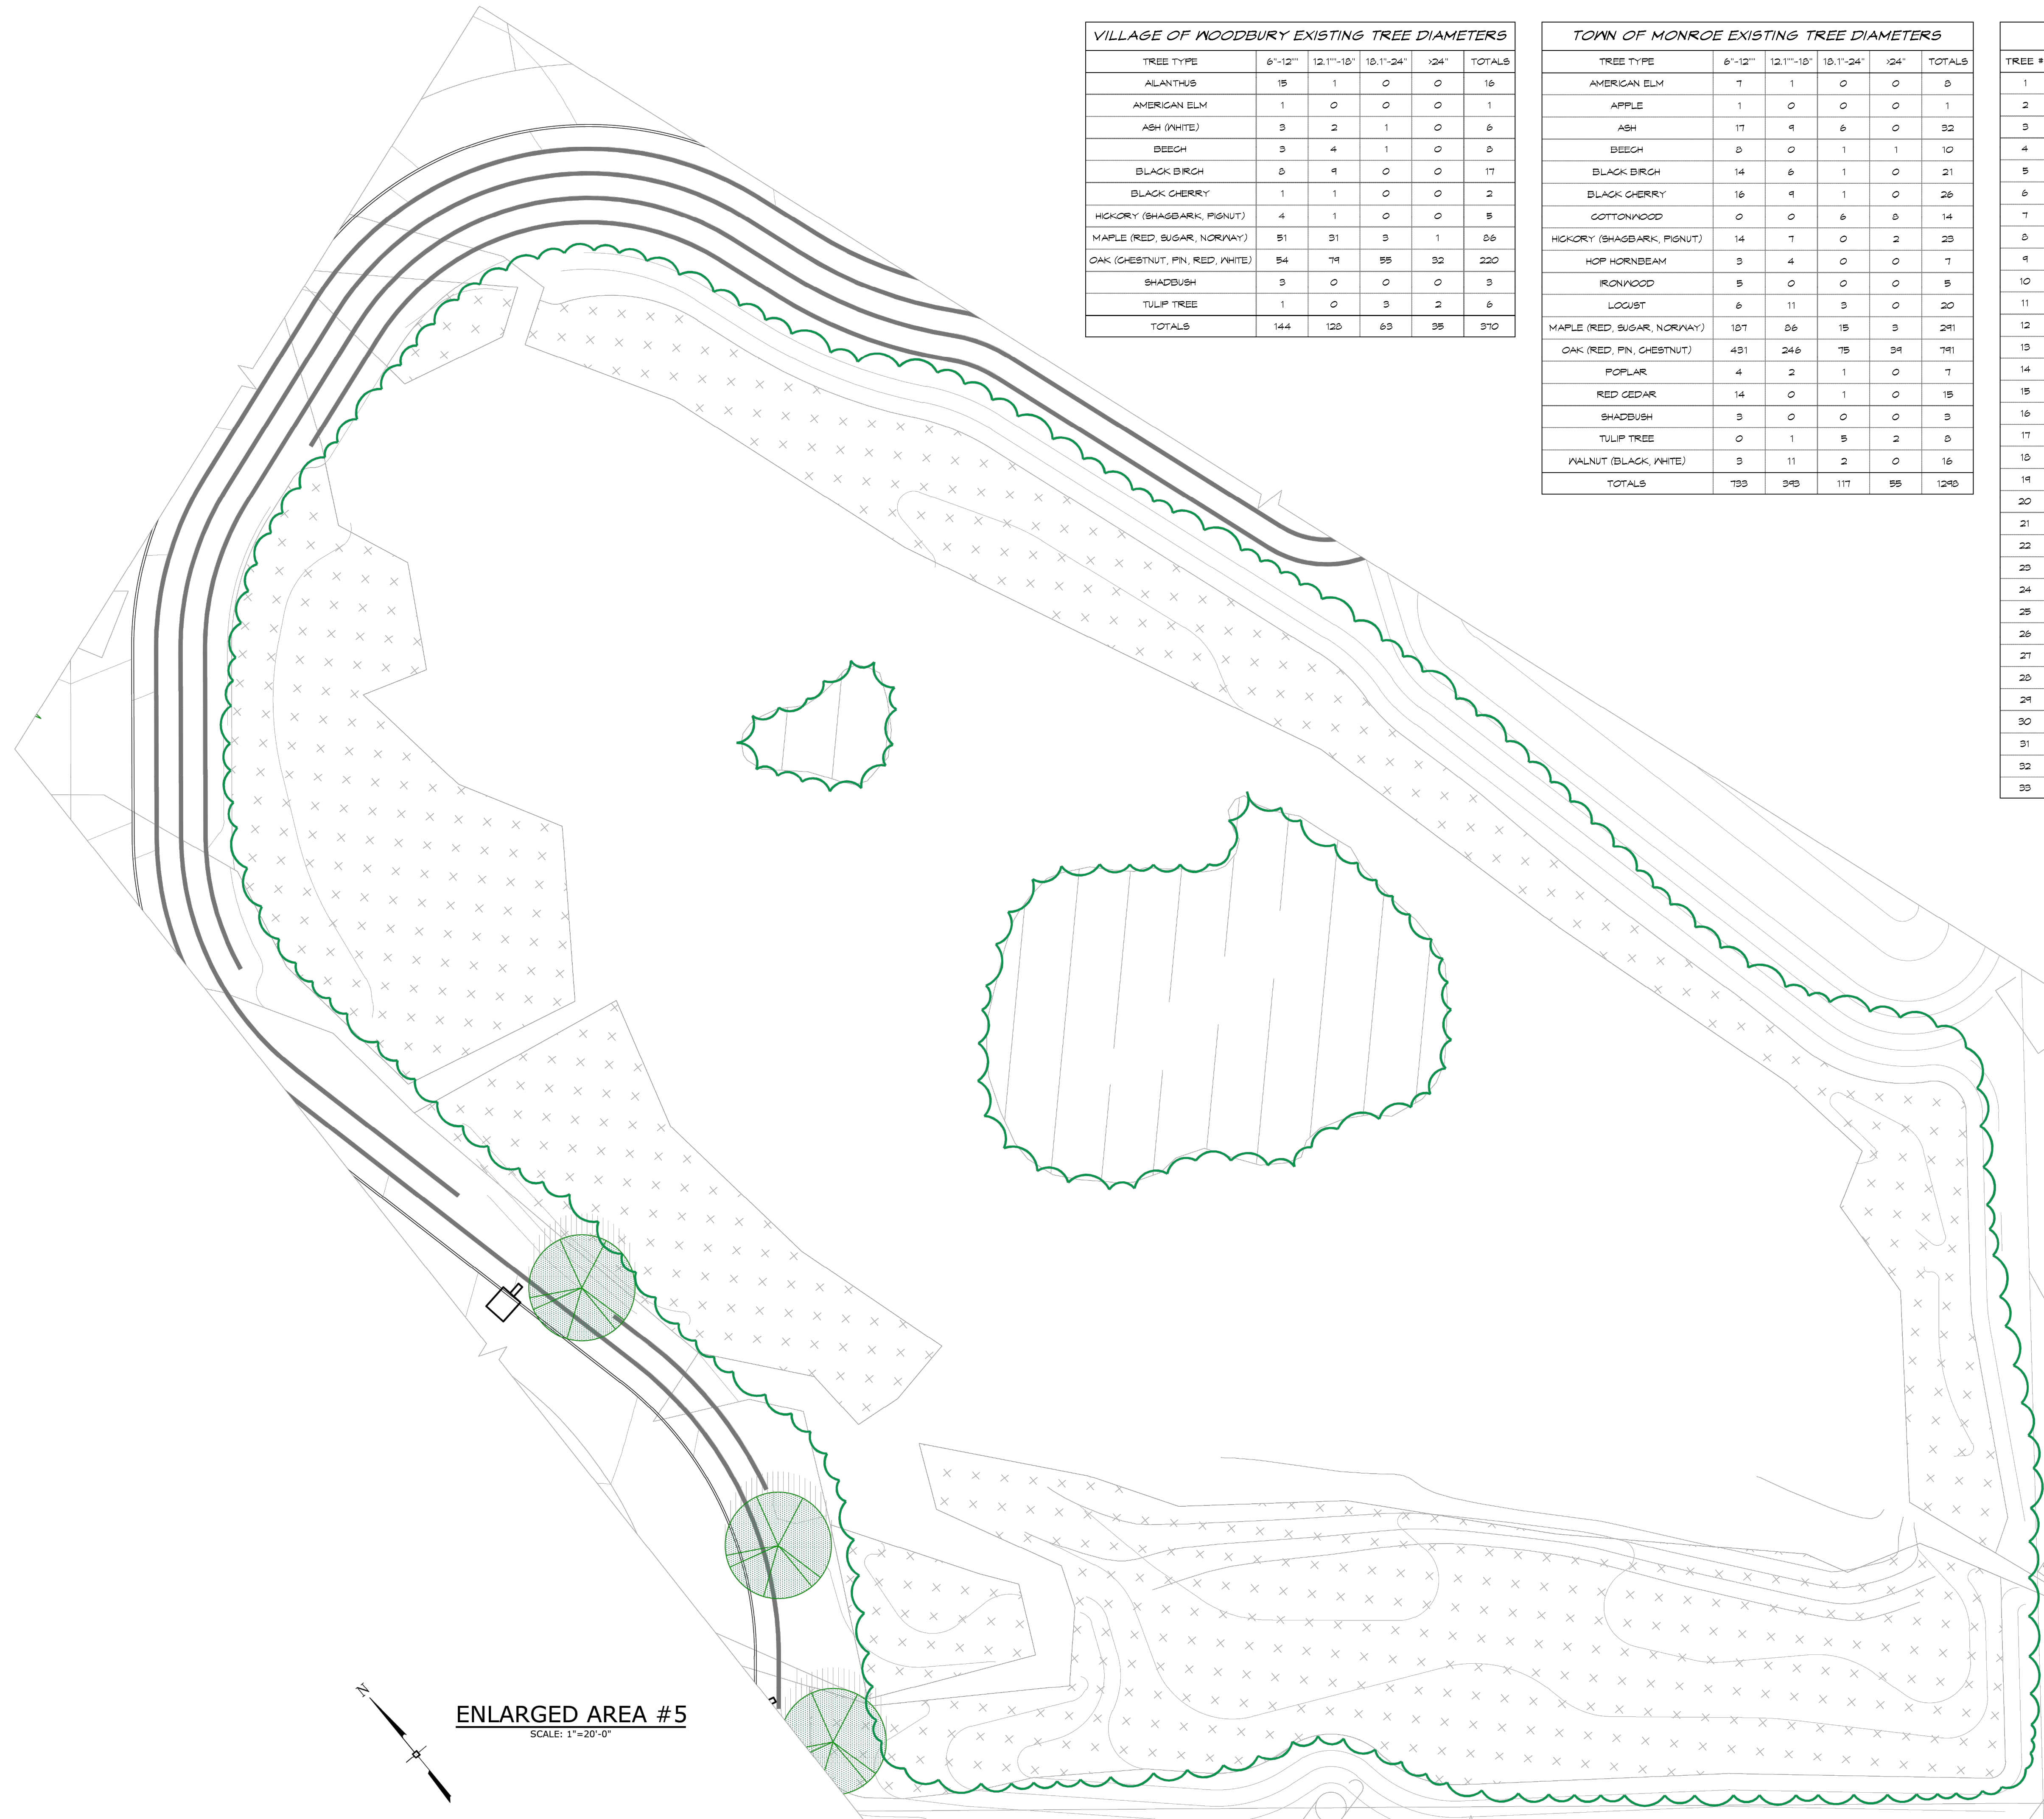 VILLAGE OF WOODBURY EXISTING TREE DIAMETERS
TREE TYPE 6"-12"" 12.1""-18" 18.1"-24" >24" TOTALS
AILANTHUS 15 1 0 0 16
AMERICAN ELM 1 0 0 0 1
ASH (WHITE) 3 2 1 0 6
BEECH 3 4 1 0 8
BLACK BIRCH 8 9 0 0 17
BLACK CHERRY 1 1 0 0 2
HICKORY (SHAGBARK, PIGNUT) 4 1 0 0 5
MAPLE (RED, SUGAR, NORWAY) 51 31 3 1 86
OAK (CHESTNUT, PIN, RED, WHITE) 54 79 55 32 220
SHADBUSH 3 0 0 0 3
TULIP TREE 1 0 3 2 6
TOTALS 144 128 63 35 370
TOWN OF MONROE EXISTING TREE DIAMETERS
TREE TYPE 6"-12"" 12.1""-18" 18.1"-24" >24" TOTALS
AMERICAN ELM 7 1 0 0 8
APPLE 1 0 0 0 1
ASH 17 9 6 0 32
BEECH 8 0 1 1 10
BLACK BIRCH 14 6 1 0 21
BLACK CHERRY 16 9 1 0 26
COTTONWOOD 0 0 6 8 14
HICKORY (SHAGBARK, PIGNUT) 14 7 0 2 23
HOP HORNBEAM 3 4 0 0 7
IRONWOOD 5 0 0 0 5
LOCUST 6 11 3 0 20
MAPLE (RED, SUGAR, NORWAY) 187 86 15 3 291
OAK (RED, PIN, CHESTNUT) 431 246 75 39 791
POPLAR 4 2 1 0 7
RED CEDAR 14 0 1 0 15
SHADBUSH 3 0 0 0 3
TULIP TREE 0 1 5 2 8
WALNUT (BLACK, WHITE) 3 11 2 0 16
TOTALS 733 393 117 55 1298
TREE #
1
2
3
4
5
6
7
8
9
10
11
12
13
14
15
16
17
18
19
20
21
22
23
24
25
26
27
28
29
30
31
32
33
N
ENLARGED AREA #5
SCALE: 1"=20'-0"